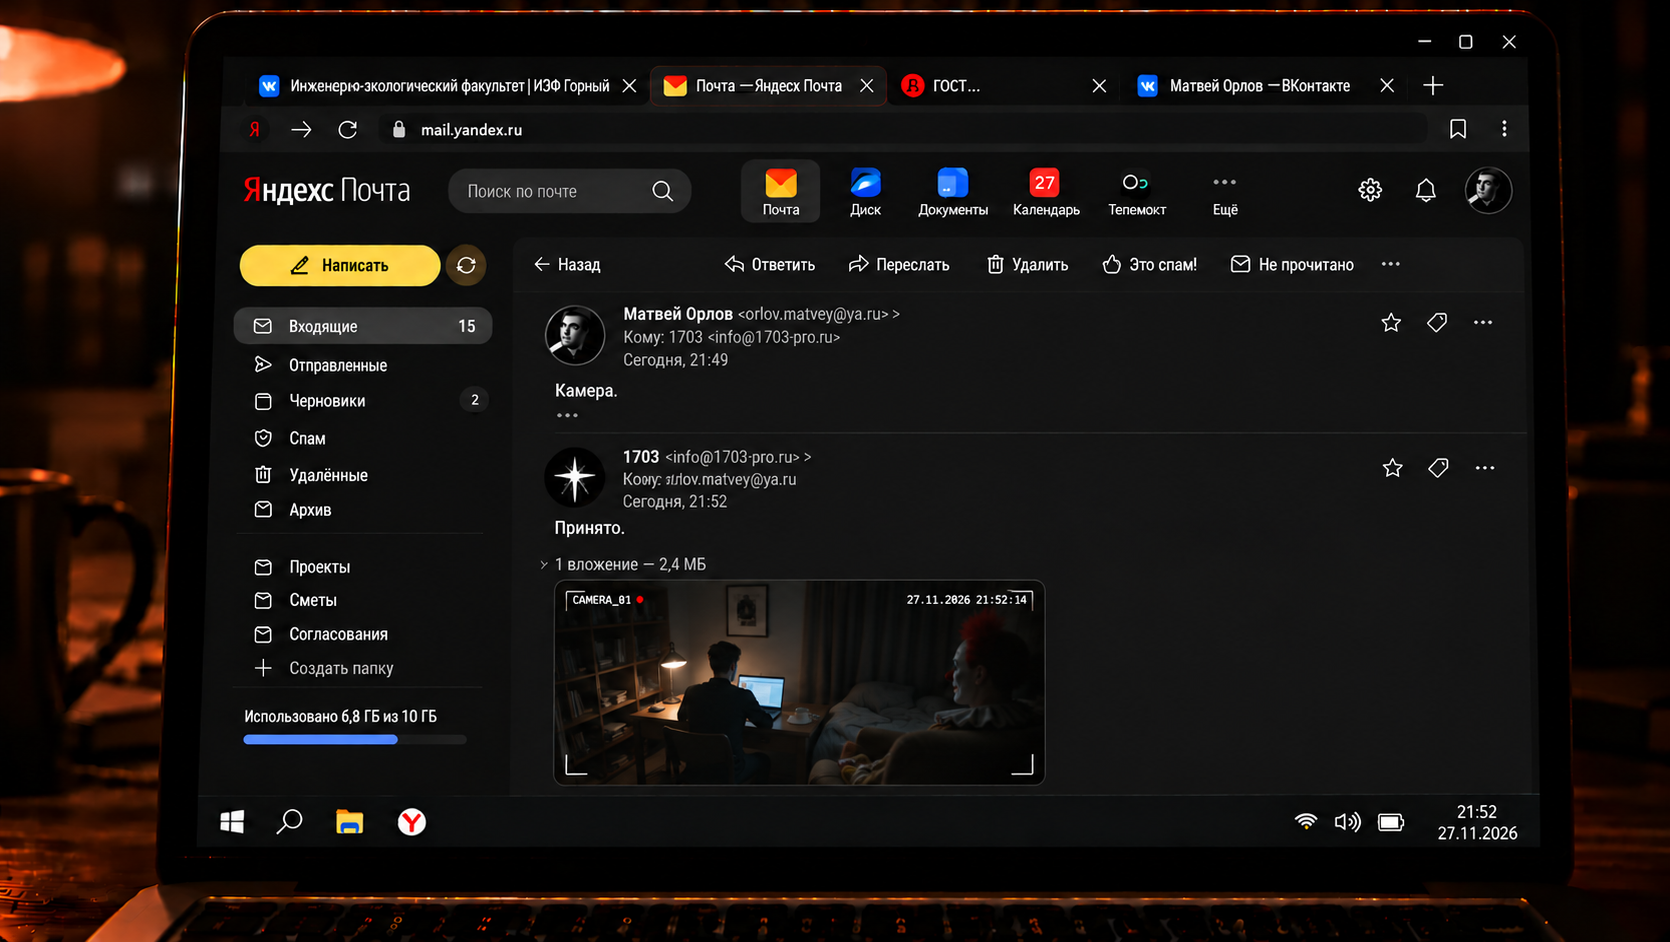 Инженерно-экологический факультет | ИЗФ Горный
Почта —Яндесх Почта
ГОСТ...
Матвей Орлов —ВКонтакте
Я
mail.yandex.ru
Яндекс Почта
Поиск по почте
Почта
Диск
Документы
27
Календарь
Тепемокт
Ещё
Написать
Назад
Ответить
Переслать
Удалить
Это спам!
Не прочитано
Входящие 15
Отправленные
Черновики 2
Спам
Удалённые
Архив
Проекты
Сметы
Согласования
Создать папку
Использовано 6,8 ГБ из 10 ГБ
Матвей Орлов <orlov.matvey@ya.ru> >
Кому: 1703 <info@1703-pro.ru>
Сегодня, 21:49
Камера.
1703 <info@1703-pro.ru> >
matvey@ya.ru
Сегодня, 21:52
Принято.
1 вложение — 2,4 МБ
CAMERA_01
27.11.2026 21:52:14
21:52
27.11.2026